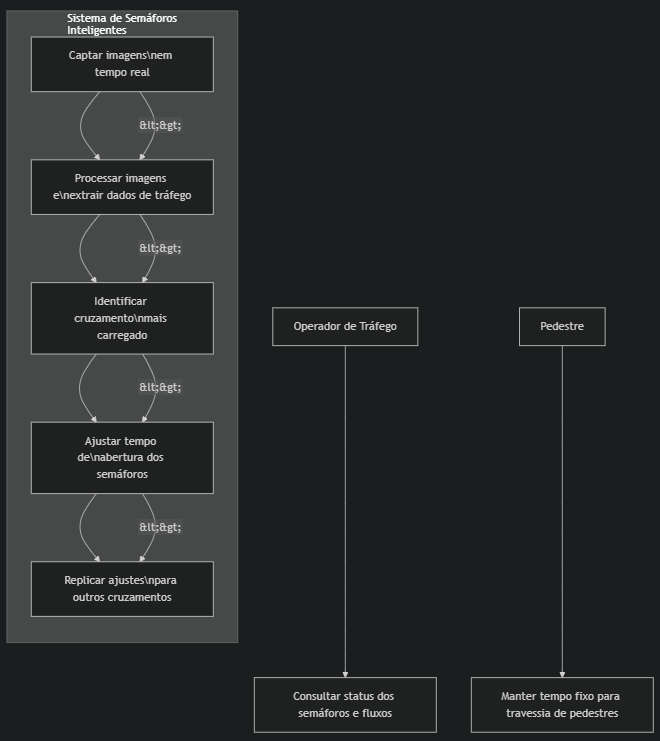 Sistema de Semáforos
Inteligentes
Captar imagens\nem
tempo real
&lt;&gt;
Processar imagens
e\nextrair dados de tráfego
&lt;&gt;
Identificar
cruzamento\nmais
carregado
&lt;&gt;
Ajustar tempo
de\nabertura dos
semáforos
&lt;&gt;
Replicar ajustes\npara
outros cruzamentos
Operador de Tráfego
Consultar status dos
semáforos e fluxos
Pedestre
Manter tempo fixo para
travessia de pedestres